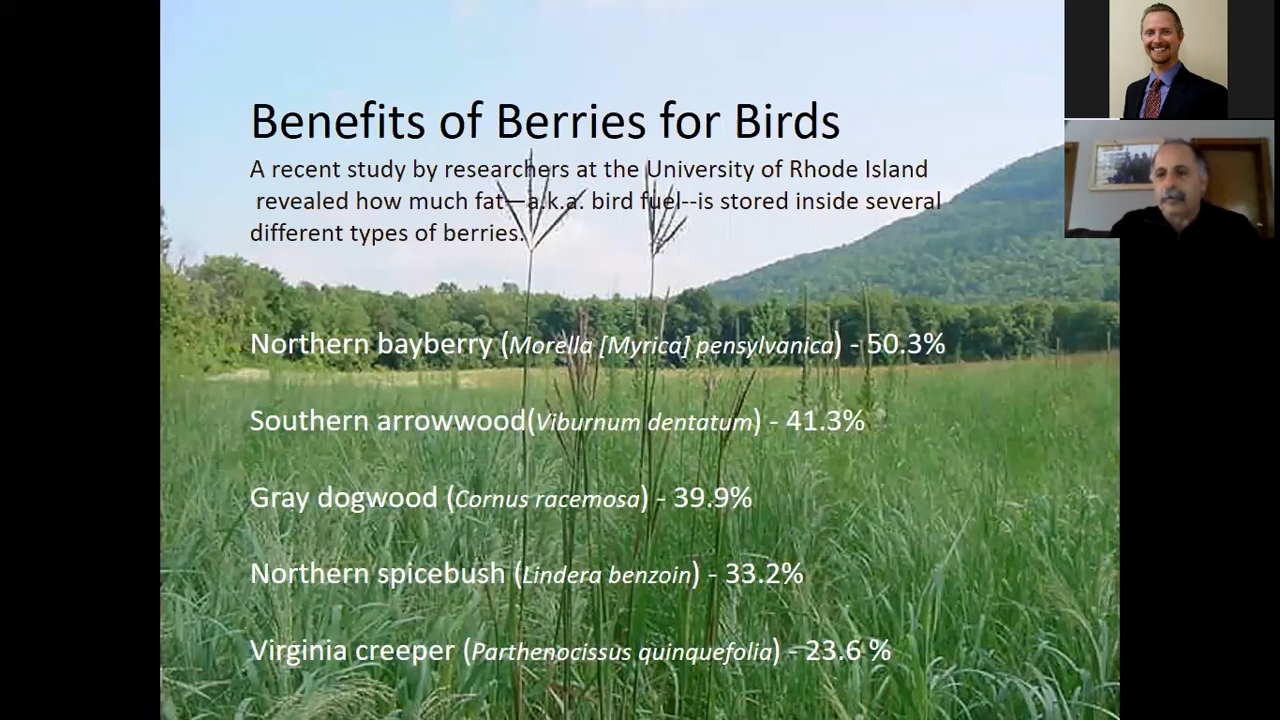 Benefits of Berries for Birds
A recent study by researchers at the University of Rhode Island
revealed how much fat—a.k.a. bird fuel--is stored inside several
different types of berries.
Northern bayberry (Morella [Myrica] pensylvanica) - 50.3%
Southern arrowwood(Viburnum dentatum) - 41.3%
Gray dogwood (Cornus racemosa) - 39.9%
Northern spicebush (Lindera benzoin) - 33.2%
Virginia creeper (Parthenocissus quinquefolia) - 23.6 %